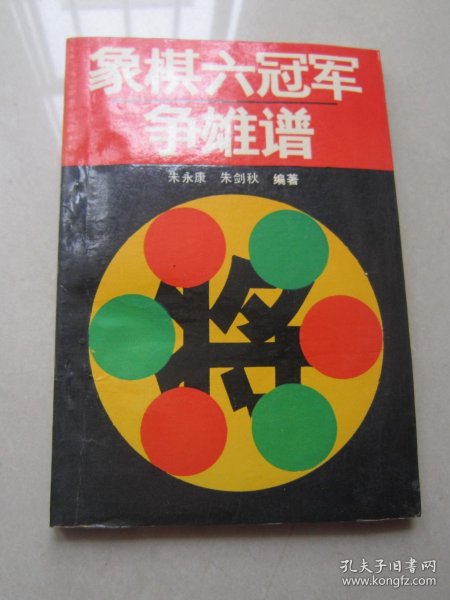 象棋六冠军
争雄谱
朱永康 朱剑秋 编著
将
孔夫子旧书网
www.kongfz.com